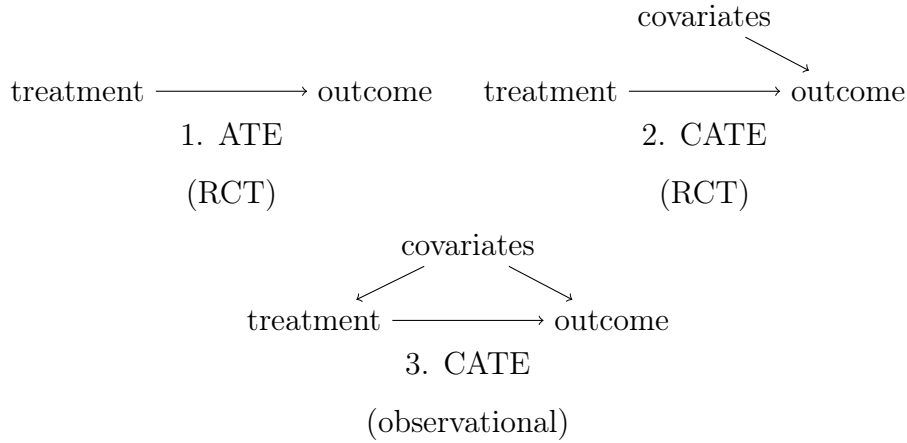 treatment outcome
1. ATE
(RCT)
covariates
treatment outcome
2. CATE
(RCT)
covariates
treatment outcome
3. CATE
(observational)